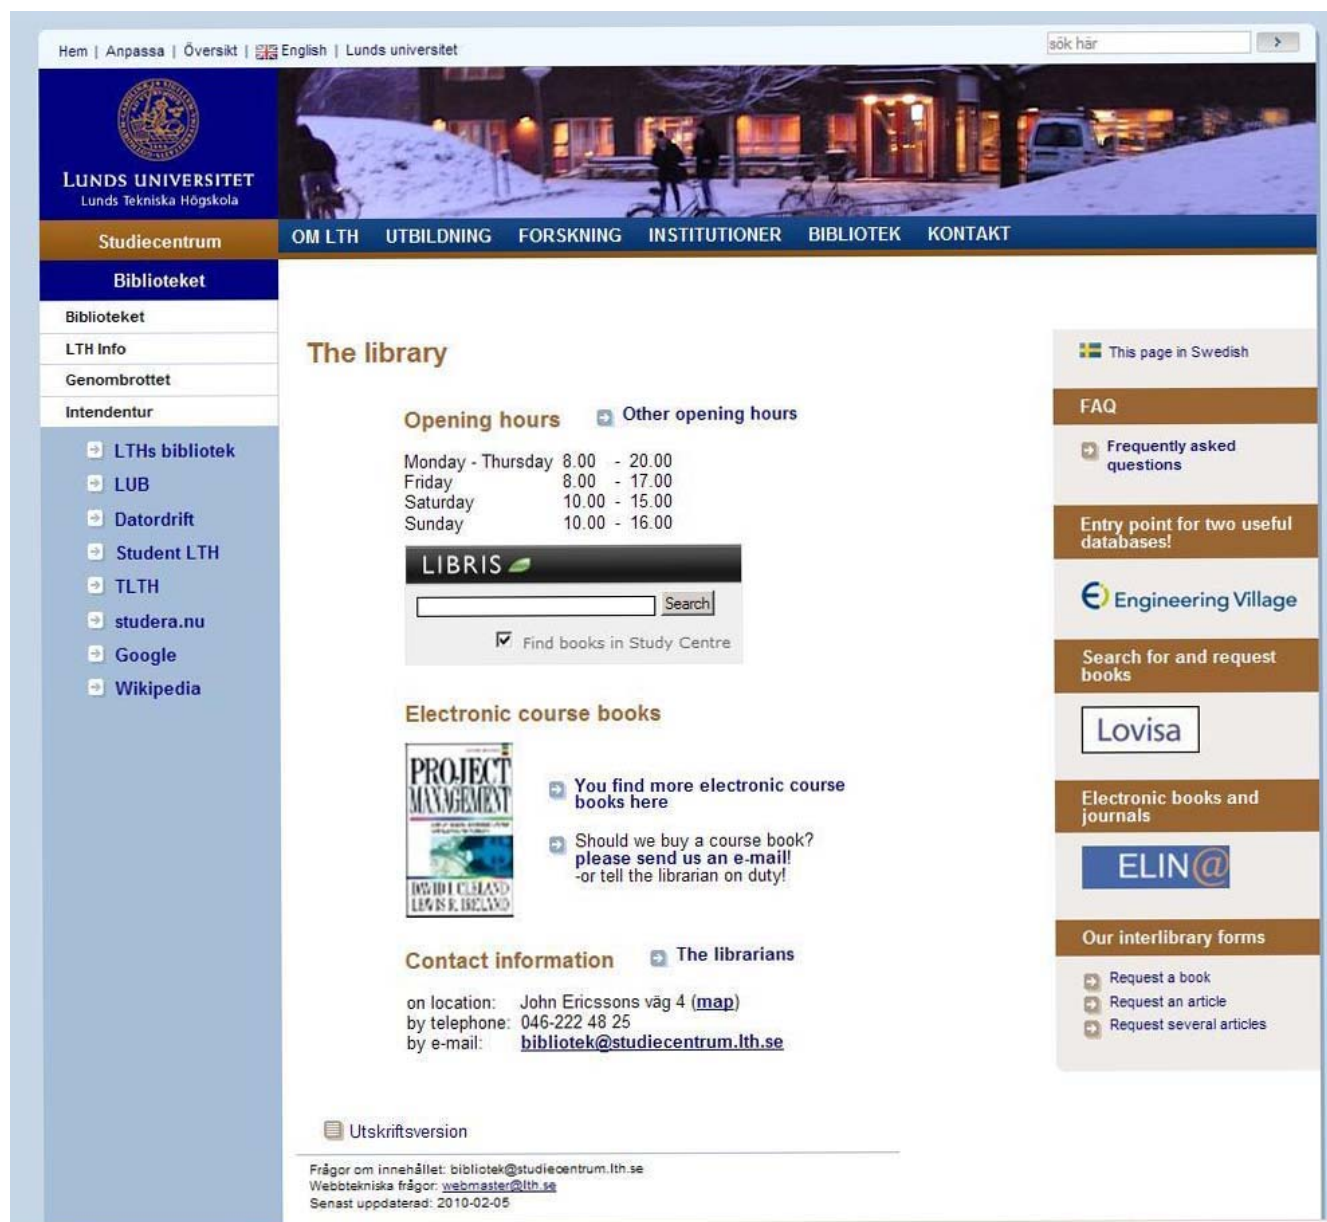 Hem | Anpassa | Översikt | English | Lunds universitet
sök här
LUNDS UNIVERSITET
Lunds Tekniska Högskola
Studiecentrum
OM LTH UTBILDNING FORSKNING INSTITUTIONER BIBLIOTEK KONTAKT
Biblioteket
Biblioteket
LTH Info
Genombrottet
Intendentur
LTHs bibliotek
LUB
Datordrift
Student LTH
TLTH
studera.nu
Google
Wikipedia
The library
Opening hours Other opening hours
Monday - Thursday 8.00 - 20.00
Friday 8.00 - 17.00
Saturday 10.00 - 15.00
Sunday 10.00 - 16.00
LIBRIS
Search
Find books in Study Centre
Electronic course books
PROJECT
MANAGEMENT
DAVID I. CLELAND
LEWIS R. IRELAND
You find more electronic course
books here
Should we buy a course book?
please send us an e-mail!
-or tell the librarian on duty!
Contact information The librarians
on location: John Ericssons väg 4 (map)
by telephone: 046-222 48 25
by e-mail: bibliotek@studiecentrum.lth.se
This page in Swedish
FAQ
Frequently asked
questions
Entry point for two useful
databases!
Engineering Village
Search for and request
books
Lovisa
Electronic books and
journals
ELIN@
Our interlibrary forms
Request a book
Request an article
Request several articles
Utskriftsversion
Frågor om innehållet: bibliotek@studiecentrum.lth.se
Webbtekniska frågor: webmaster@lth.se
Senast uppdaterad: 2010-02-05